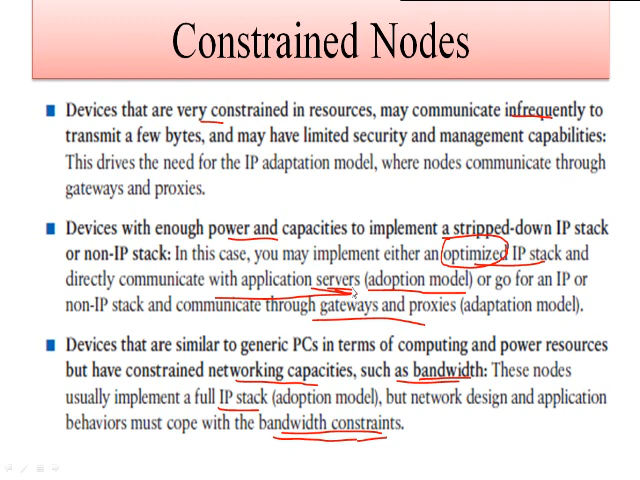 Constrained Nodes
Devices that are very constrained in resources, may communicate infrequently to
transmit a few bytes, and may have limited security and management capabilities:
This drives the need for the IP adaptation model, where nodes communicate through
gateways and proxies.
Devices with enough power and capacities to implement a stripped-down IP stack
or non-IP stack: In this case, you may implement either an optimized IP stack and
directly communicate with application servers (adoption model) or go for an IP or
non-IP stack and communicate through gateways and proxies (adaptation model).
Devices that are similar to generic PCs in terms of computing and power resources
but have constrained networking capacities, such as bandwidth: These nodes
usually implement a full IP stack (adoption model), but network design and application
behaviors must cope with the bandwidth constraints.